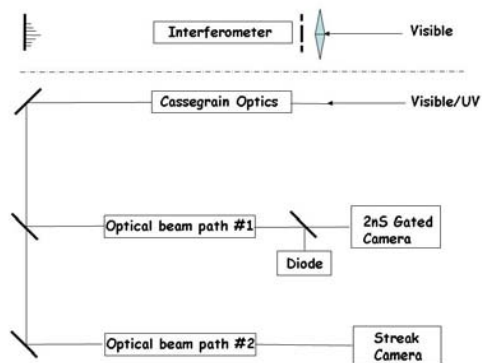 Interferometer
Visible
Cassegrain Optics
Visible/UV
Optical beam path #1
2nS Gated
Camera
Diode
Optical beam path #2
Streak
Camera